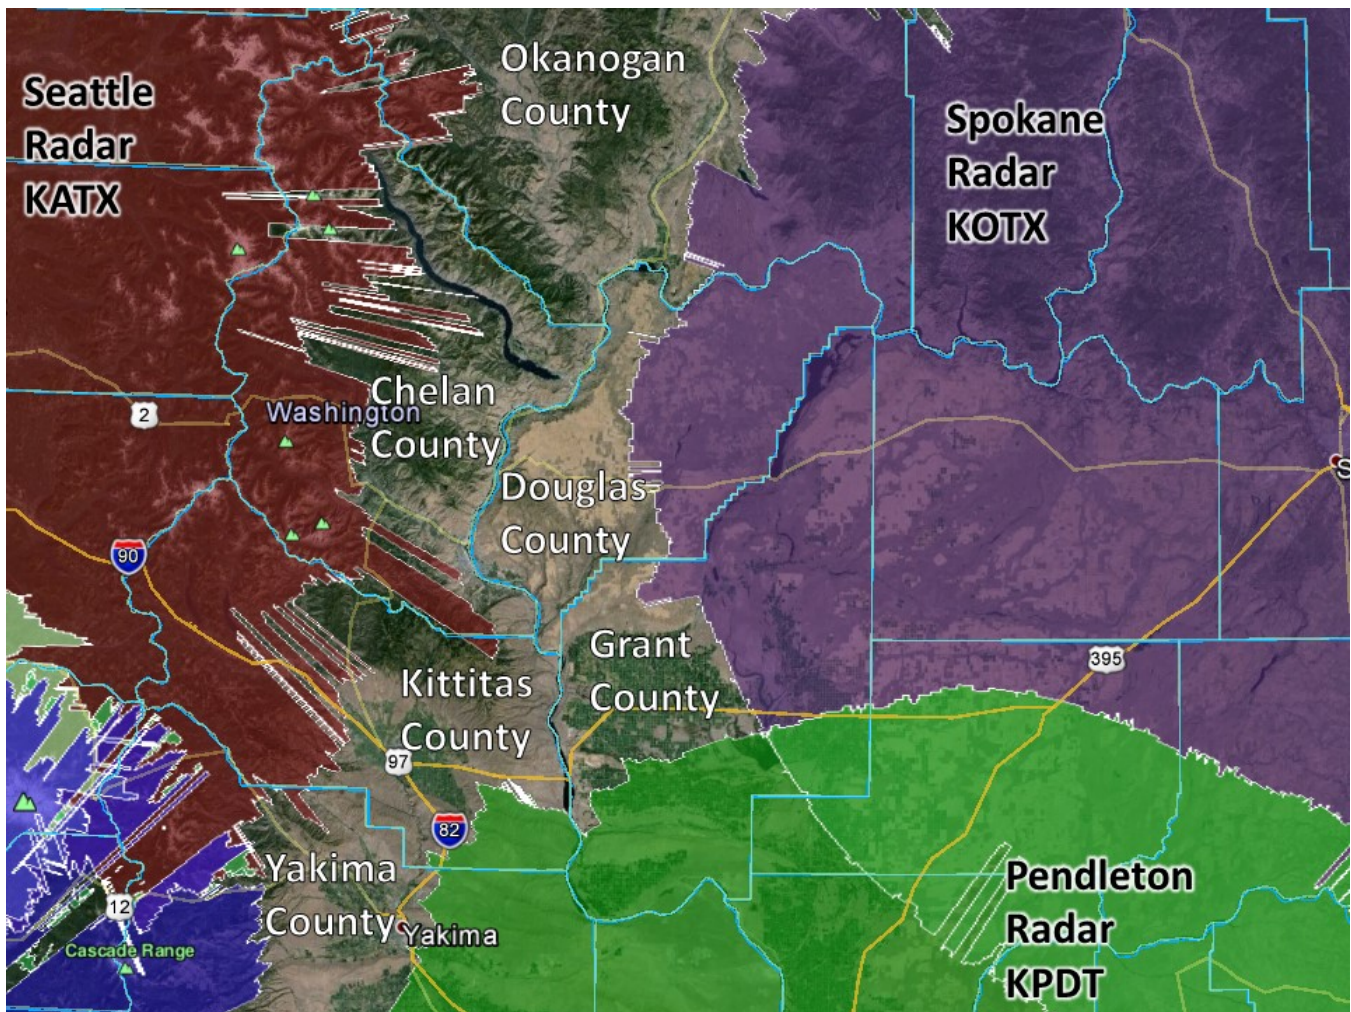 Okanogan
County
Seattle
Radar
KATX
Spokane
Radar
KOTX
2
Chelan
Washington
County
Douglas
County
90
S
Grant
County
395
Kittitas
County
97
82
Yakima
County
Yakima
12
Cascade Range
Pendleton
Radar
KPDT